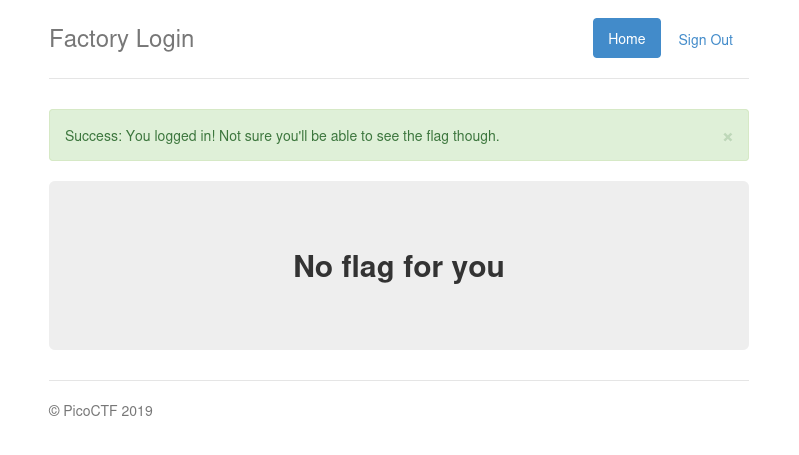 Factory Login
Home
Sign Out
Success: You logged in! Not sure you'll be able to see the flag though.
×
No flag for you
© PicoCTF 2019